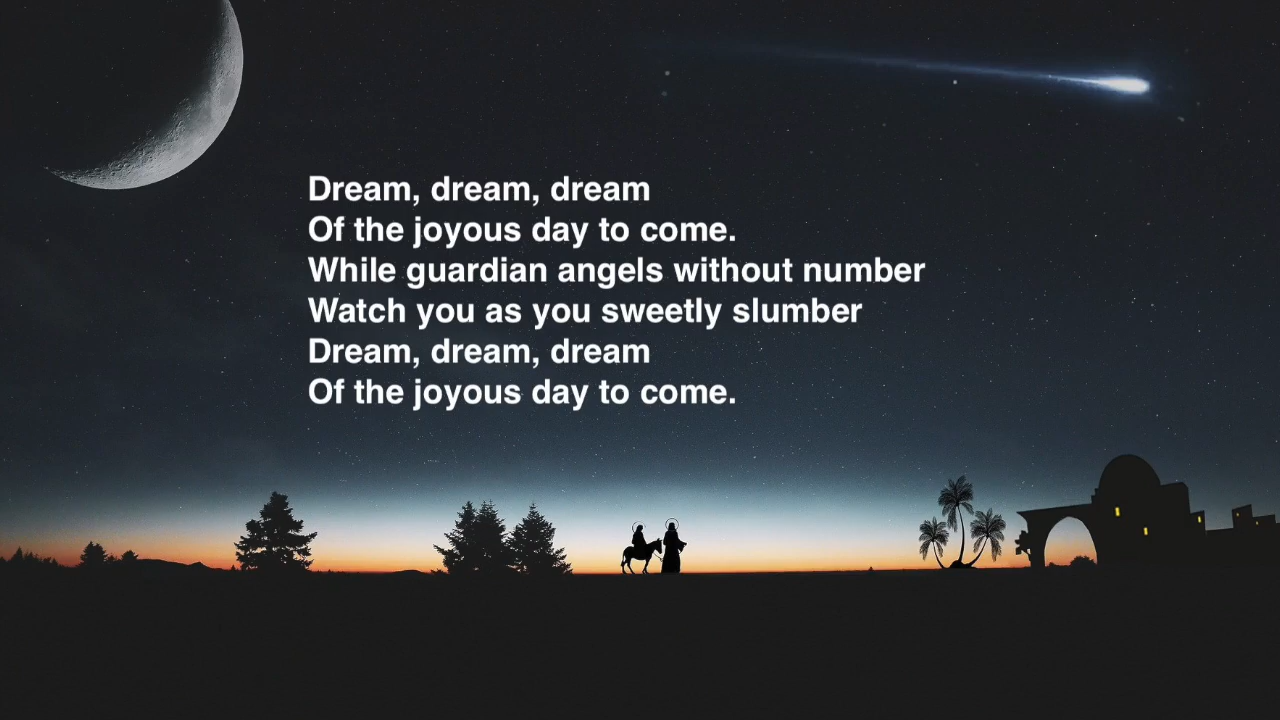 Dream, dream, dream
Of the joyous day to come.
While guardian angels without number
Watch you as you sweetly slumber
Dream, dream, dream
Of the joyous day to come.